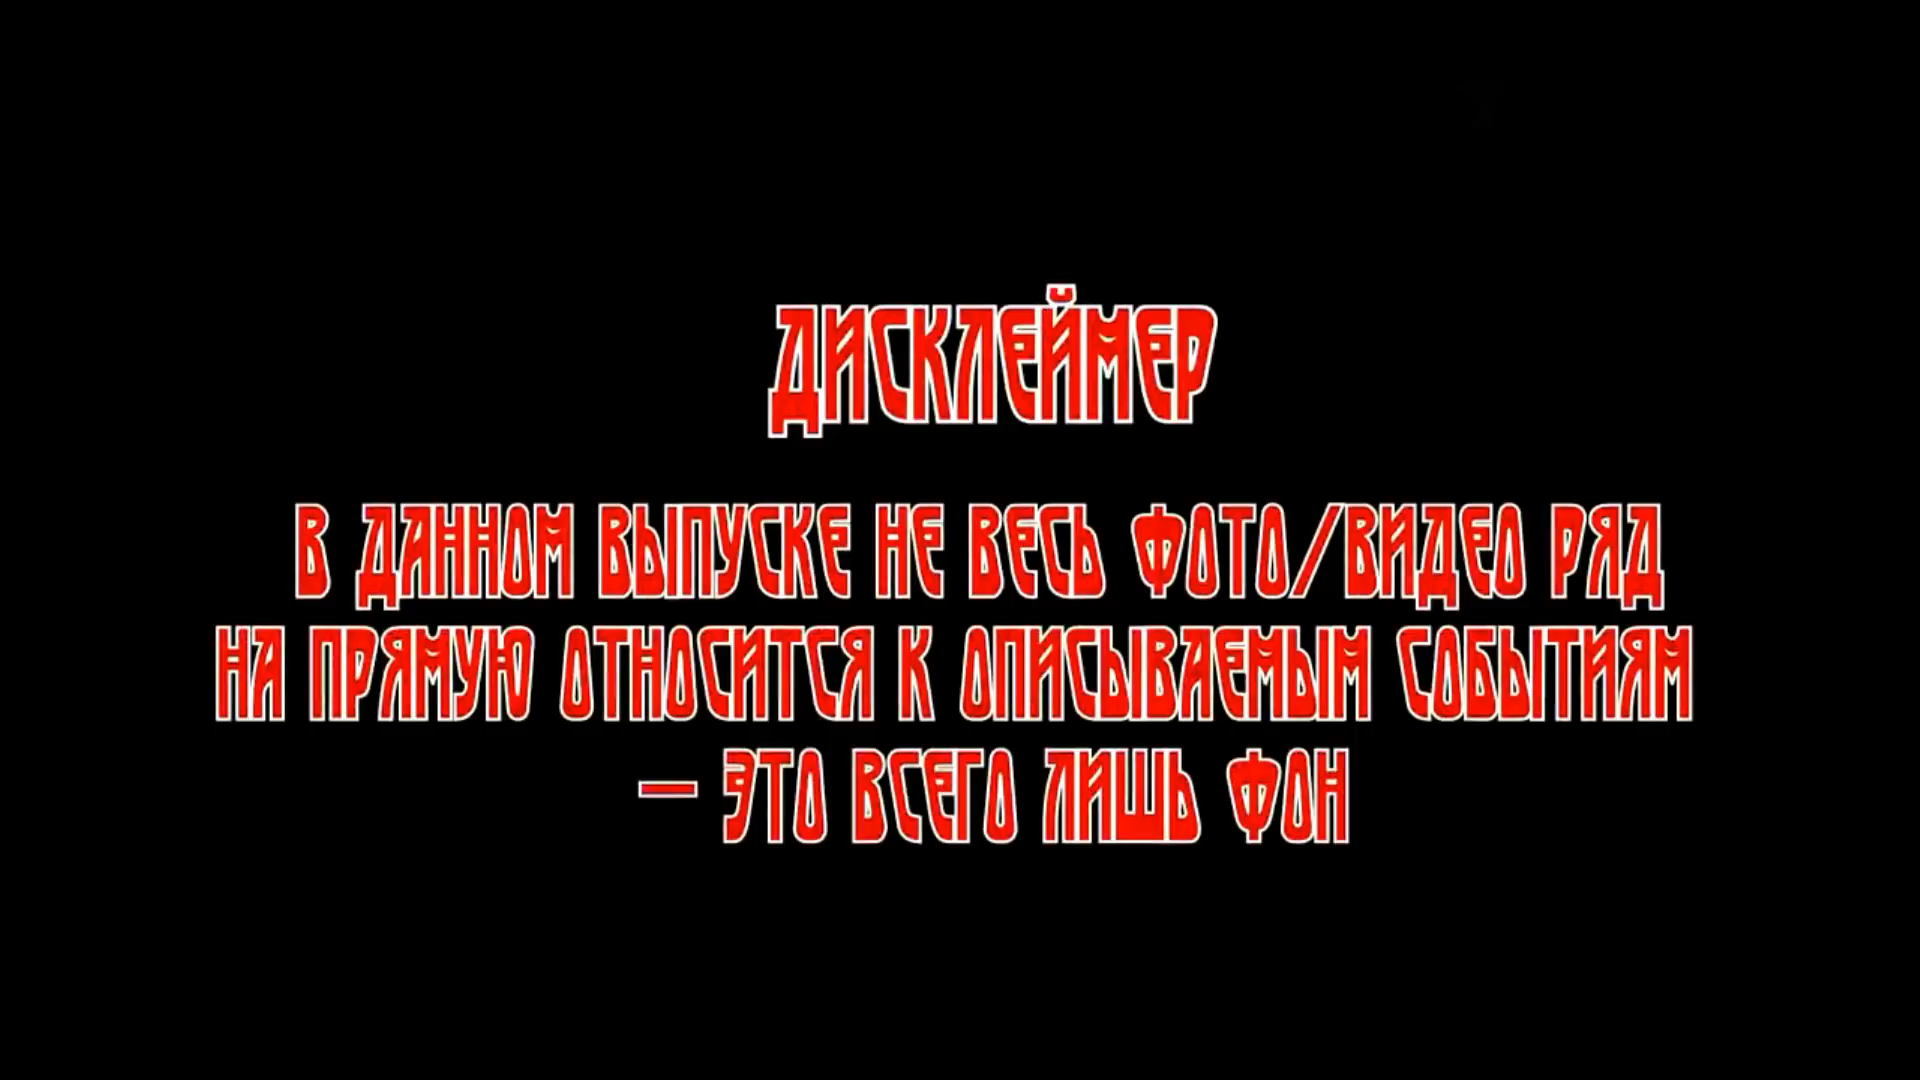 ДИСКЛЕЙМЕР
В ДАННОМ ВЫПУСКЕ НЕ ВЕСЬ ФОТО/ВИДЕО РЯД
НА ПРЯМУЮ ОТНОСИТСЯ К ОПИСЫВАЕМЫМ СОБЫТИЯМ
— ЭТО ВСЕГО ЛИШЬ ФОН